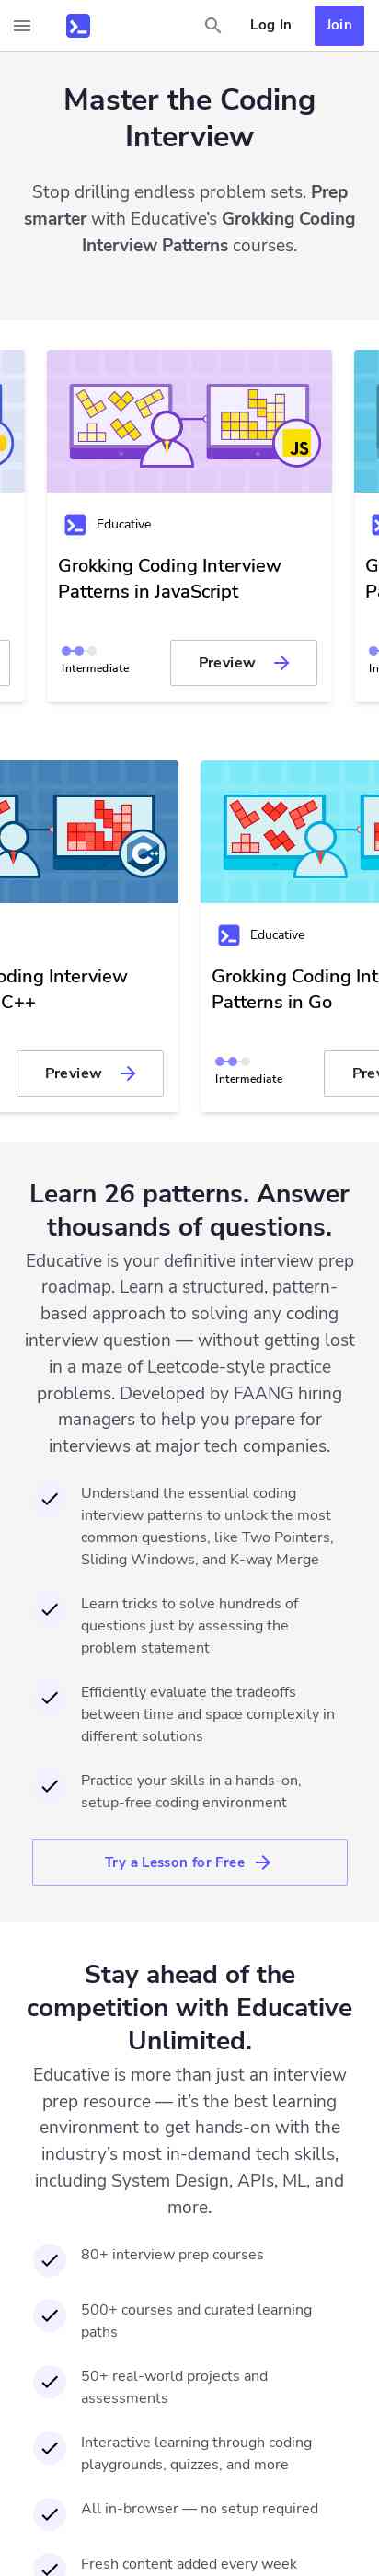 Log In
Join
Master the Coding
Interview
Stop drilling endless problem sets. Prep
smarter with Educative’s Grokking Coding
Interview Patterns courses.
JS
Educative
Grokking Coding Interview
Patterns in JavaScript
Intermediate
Preview
C++
oding Interview
C++
Preview
Educative
Grokking Coding Int
Patterns in Go
Intermediate
Prev
Learn 26 patterns. Answer
thousands of questions.
Educative is your definitive interview prep
roadmap. Learn a structured, pattern-
based approach to solving any coding
interview question — without getting lost
in a maze of Leetcode-style practice
problems. Developed by FAANG hiring
managers to help you prepare for
interviews at major tech companies.
Understand the essential coding
interview patterns to unlock the most
common questions, like Two Pointers,
Sliding Windows, and K-way Merge
Learn tricks to solve hundreds of
questions just by assessing the
problem statement
Efficiently evaluate the tradeoffs
between time and space complexity in
different solutions
Practice your skills in a hands-on,
setup-free coding environment
Try a Lesson for Free
Stay ahead of the
competition with Educative
Unlimited.
Educative is more than just an interview
prep resource — it’s the best learning
environment to get hands-on with the
industry’s most in-demand tech skills,
including System Design, APIs, ML, and
more.
80+ interview prep courses
500+ courses and curated learning
paths
50+ real-world projects and
assessments
Interactive learning through coding
playgrounds, quizzes, and more
All in-browser — no setup required
Fresh content added every week